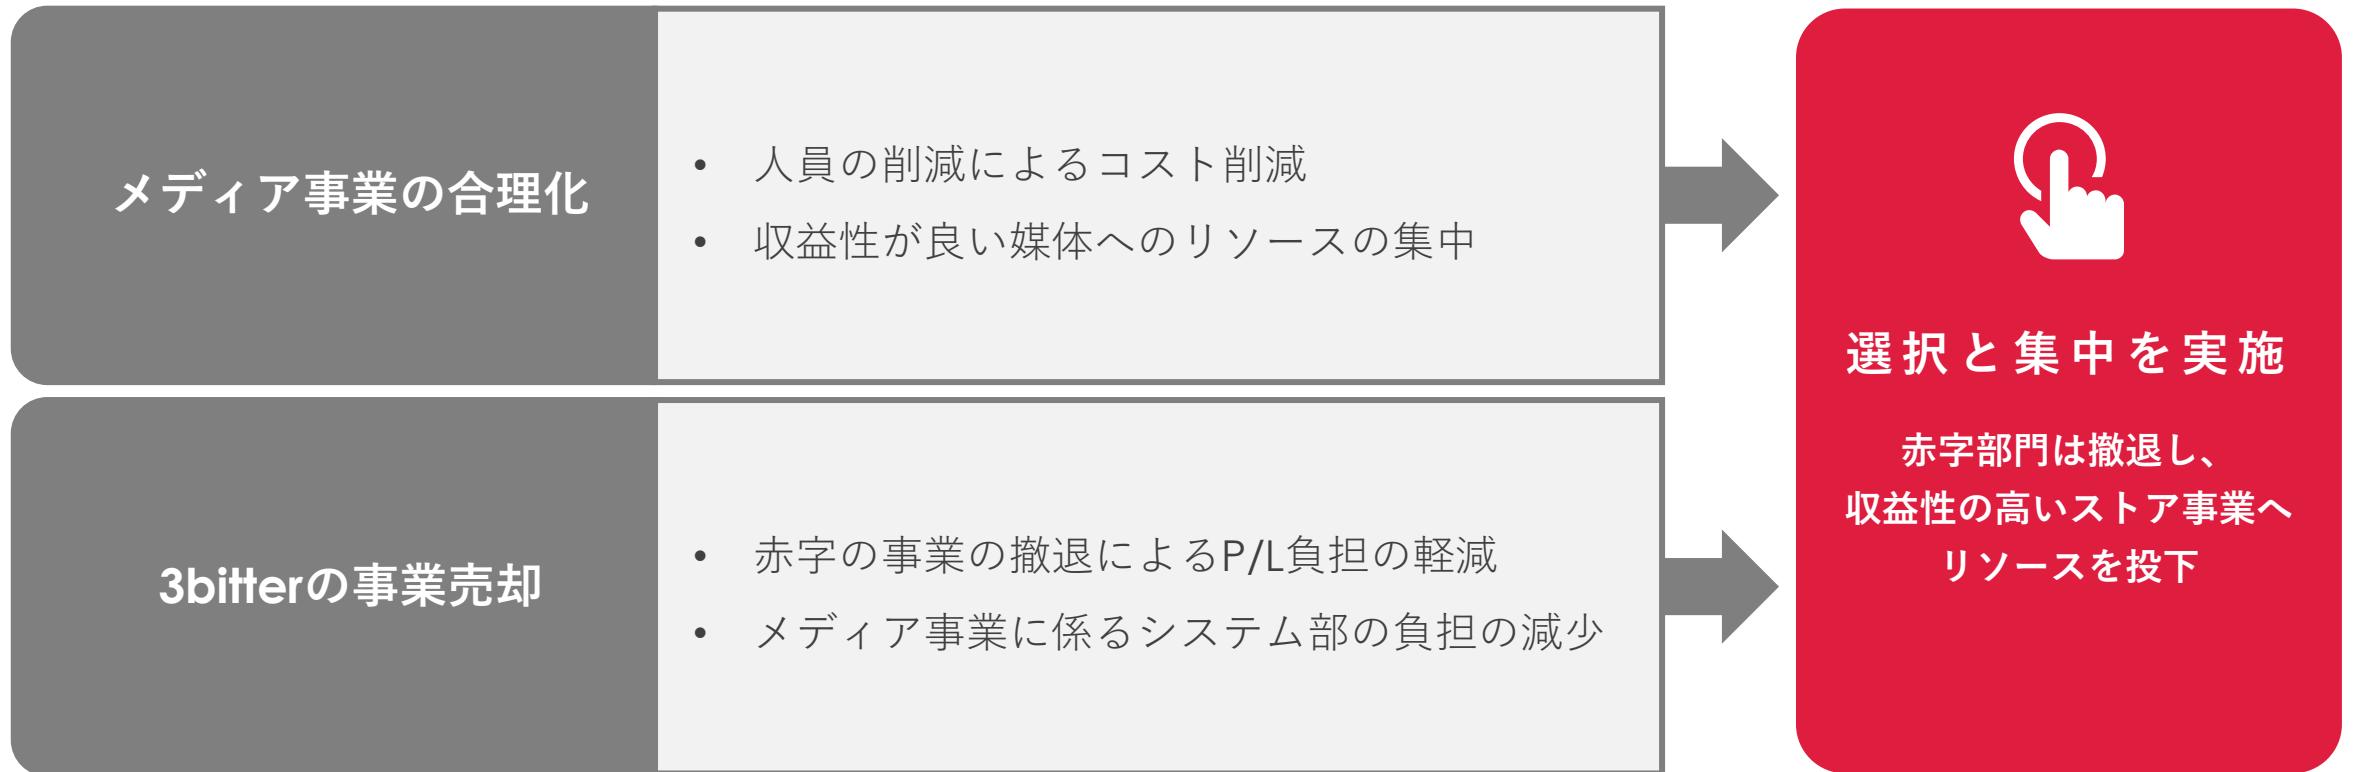 メディア事業の合理化
• 人員の削減によるコスト削減
• 収益性が良い媒体へのリソースの集中
3bitterの事業売却
• 赤字の事業の撤退によるP/L負担の軽減
• メディア事業に係るシステム部の負担の減少
選択と集中を実施
赤字部門は撤退し、
収益性の高いストア事業へ
リソースを投下